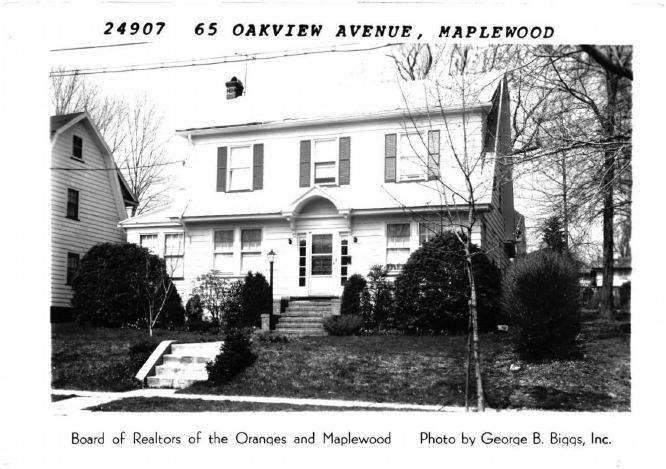 24907 65 OAKVIEW AVENUE, MAPLEWOOD
Board of Realtors of the Oranges and Maplewood Photo by George B. Biggs, Inc.